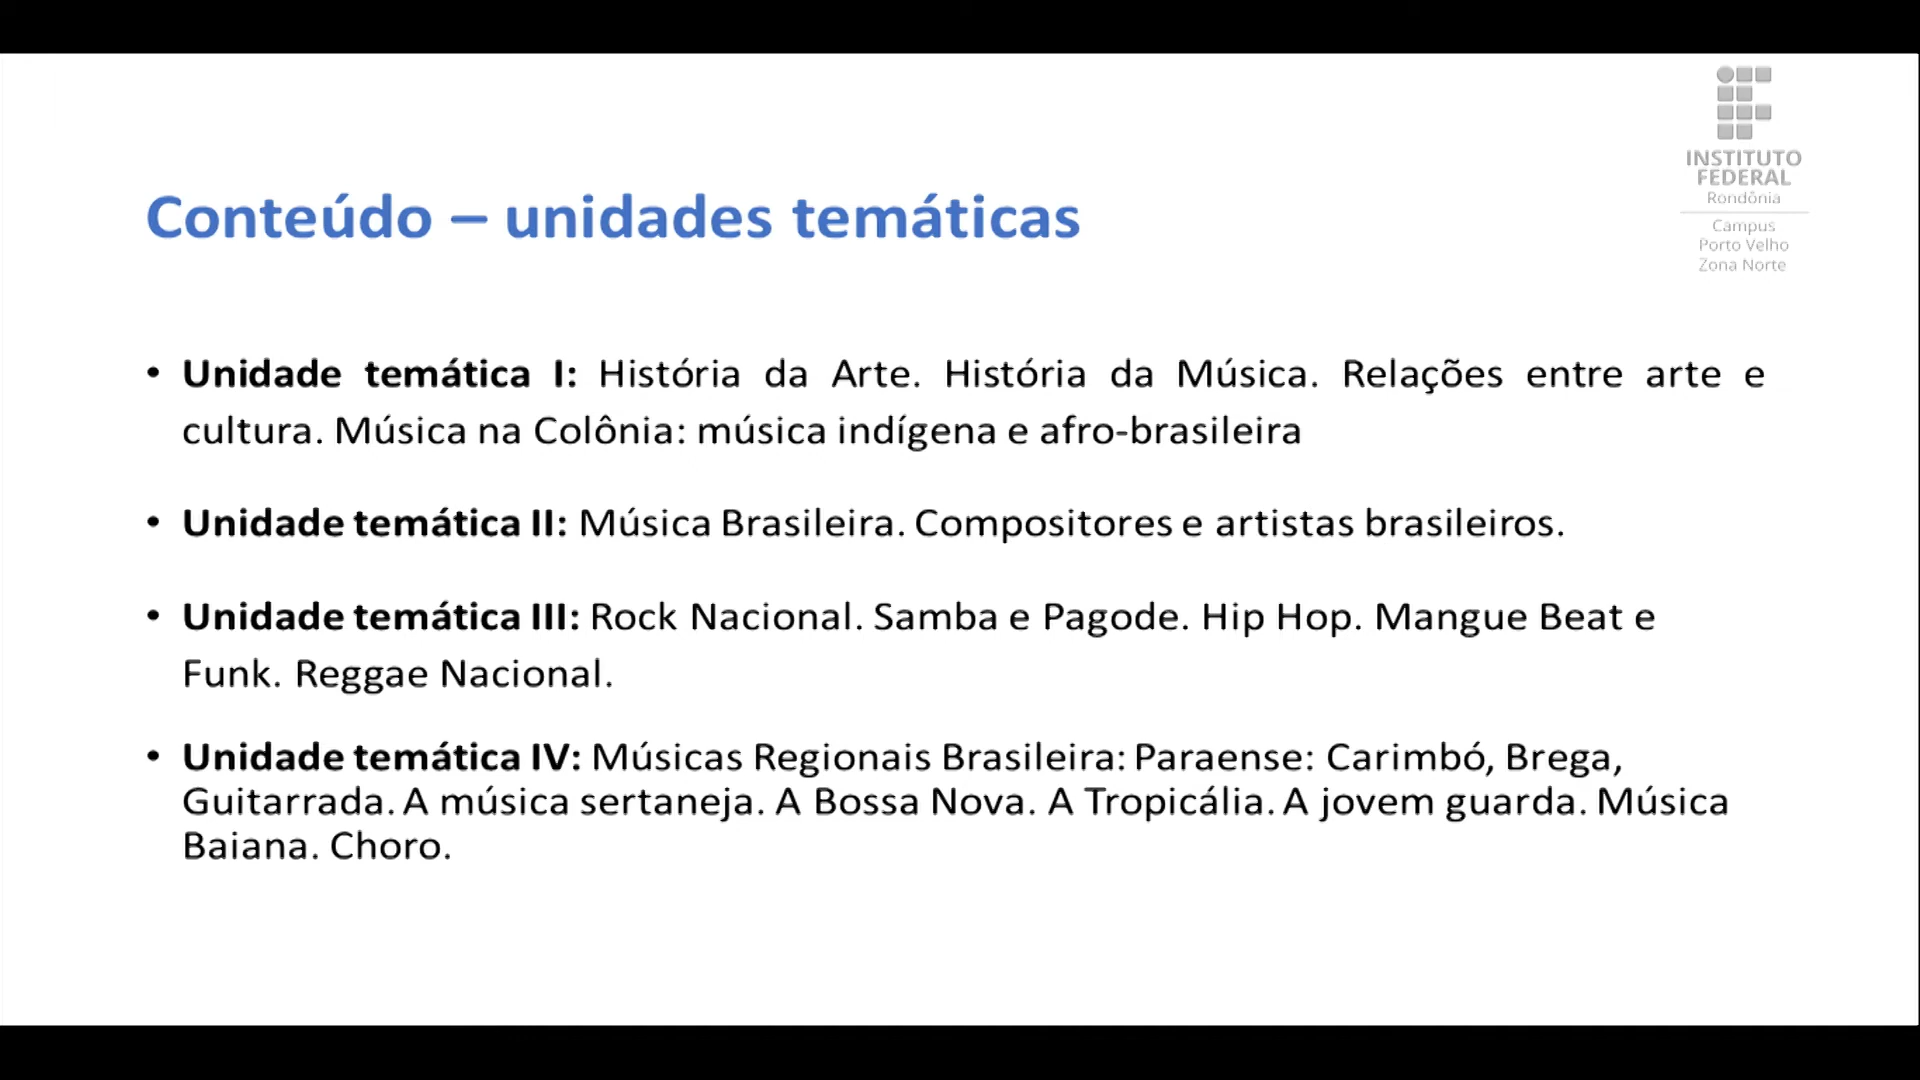 INSTITUTO
FEDERAL
Rondônia
Campus
Porto Velho
Zona Norte
Conteúdo – unidades temáticas
• Unidade temática I: História da Arte. História da Música. Relações entre arte e
cultura. Música na Colônia: música indígena e afro-brasileira
• Unidade temática II: Música Brasileira. Compositores e artistas brasileiros.
• Unidade temática III: Rock Nacional. Samba e Pagode. Hip Hop. Mangue Beat e
Funk. Reggae Nacional.
• Unidade temática IV: Músicas Regionais Brasileira: Paraense: Carimbó, Brega,
Guitarrada. A música sertaneja. A Bossa Nova. A Tropicália. A jovem guarda. Música
Baiana. Choro.